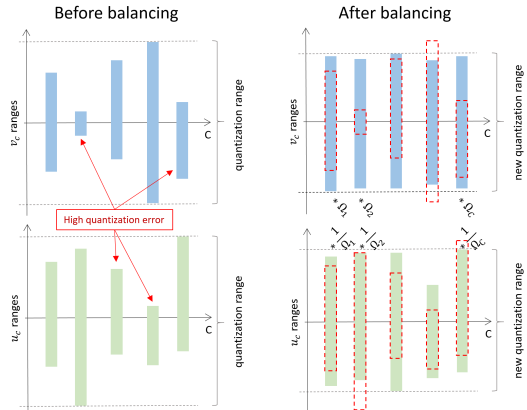 Before balancing
After balancing
v_c ranges
C
quantization range
v_c ranges
C
new quantization range
* Ω_1
* Ω_2
* Ω_C
High quantization error
u_c ranges
C
quantization range
u_c ranges
* 1/Ω_1
* 1/Ω_2
* 1/Ω_C
C
new quantization range